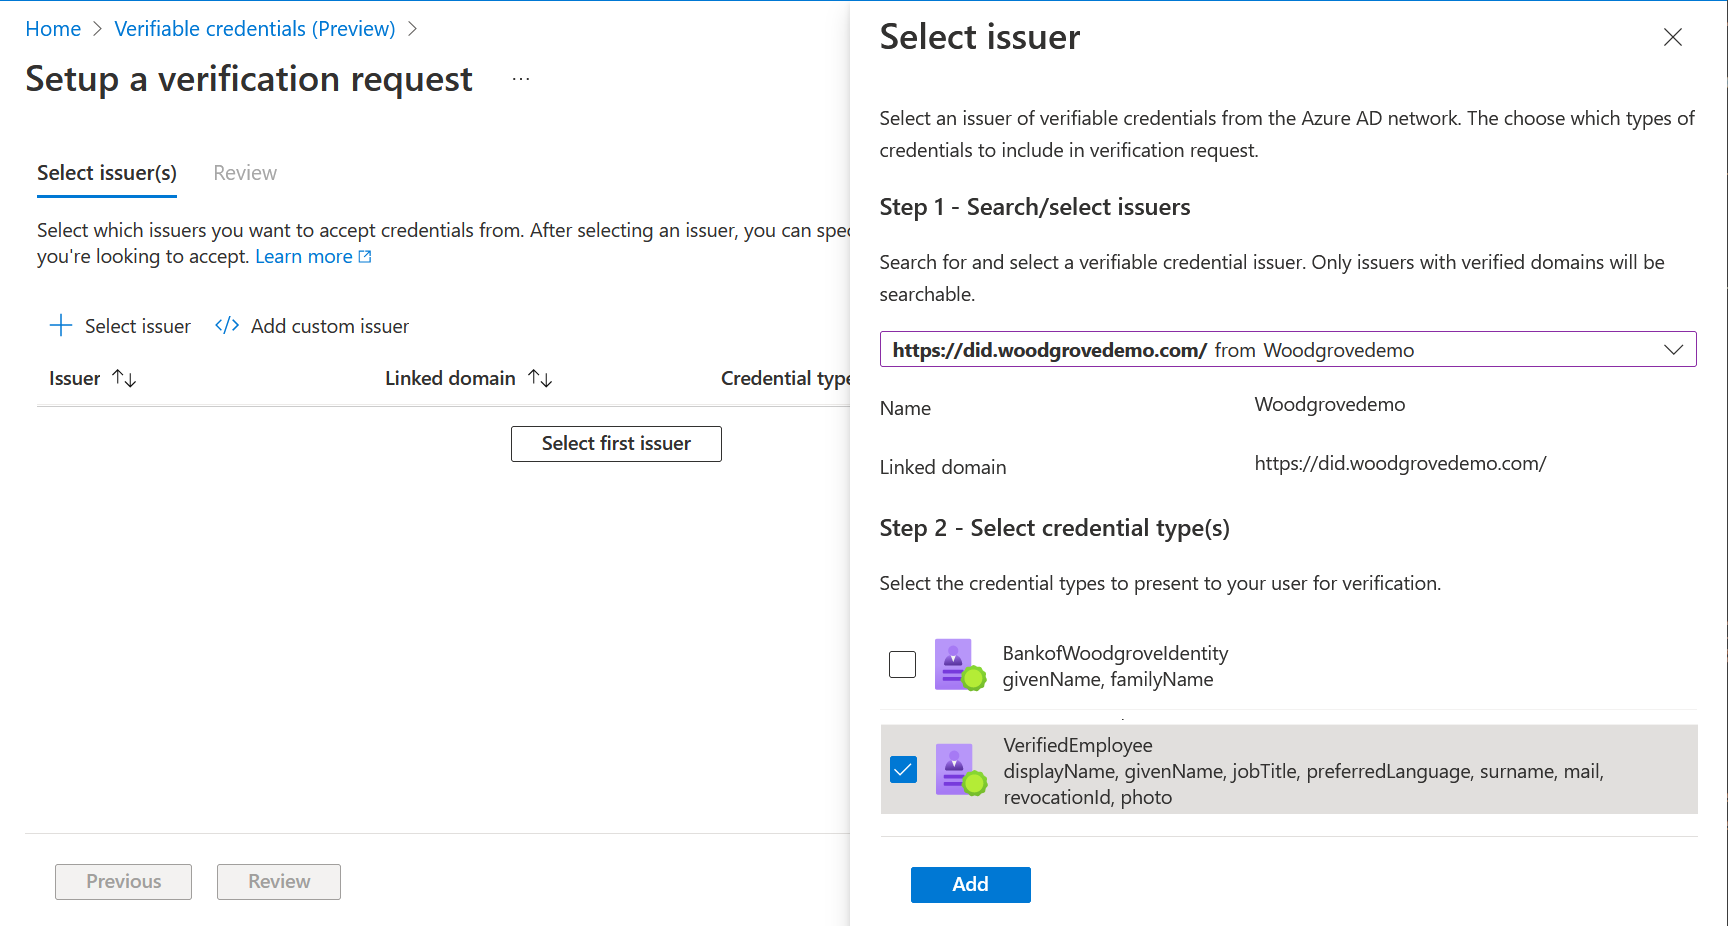 Home > Verifiable credentials (Preview) >
Setup a verification request ...
Select issuer(s) Review
Select which issuers you want to accept credentials from. After selecting an issuer, you can
you're looking to accept. Learn more
Select issuer </> Add custom issuer
Issuer Linked domain Credential type
Select first issuer
Previous Review
Select issuer
Select an issuer of verifiable credentials from the Azure AD network. The choose which types of
credentials to include in verification request.
Step 1 - Search/select issuers
Search for and select a verifiable credential issuer. Only issuers with verified domains will be
searchable.
https://did.woodgrovedemo.com/ from Woodgrovedemo
Name Woodgrovedemo
Linked domain https://did.woodgrovedemo.com/
Step 2 - Select credential type(s)
Select the credential types to present to your user for verification.
BankofWoodgroveIdentity
givenName, familyName
VerifiedEmployee
displayName, givenName, jobTitle, preferredLanguage, surname, mail,
revocationId, photo
Add